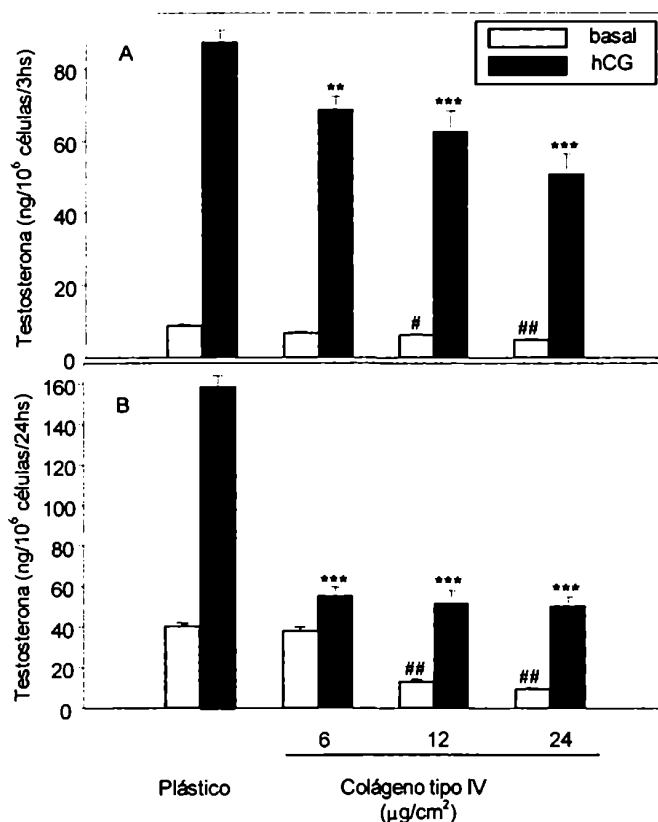 basal
hCG
A
Testosterona (ng/10⁶ células/3hs)
80
60
40
20
0
**
***
***
#
##
B
Testosterona (ng/10⁶ células/24hs)
160
140
120
100
80
60
40
20
0
***
***
***
##
##
6 12 24
Plástico Colágeno tipo IV
(µg/cm²)